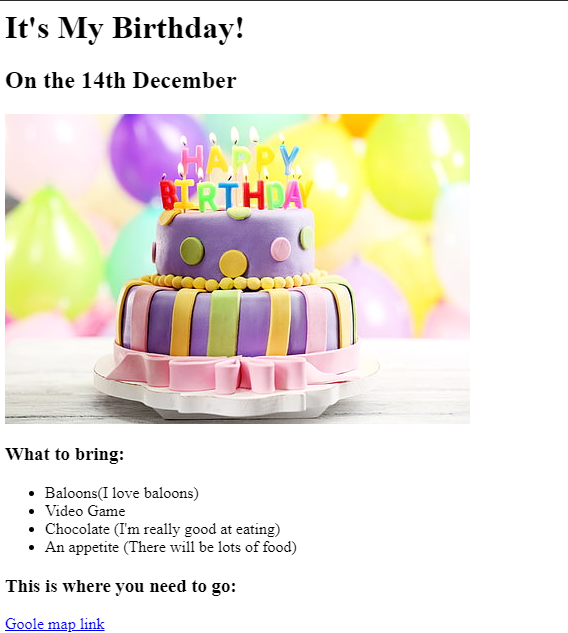 It's My Birthday!
On the 14th December
HAPPY
BIRTHDAY
What to bring:
Baloons(I love baloons)
Video Game
Chocolate (I'm really good at eating)
An appetite (There will be lots of food)
This is where you need to go:
Goole map link